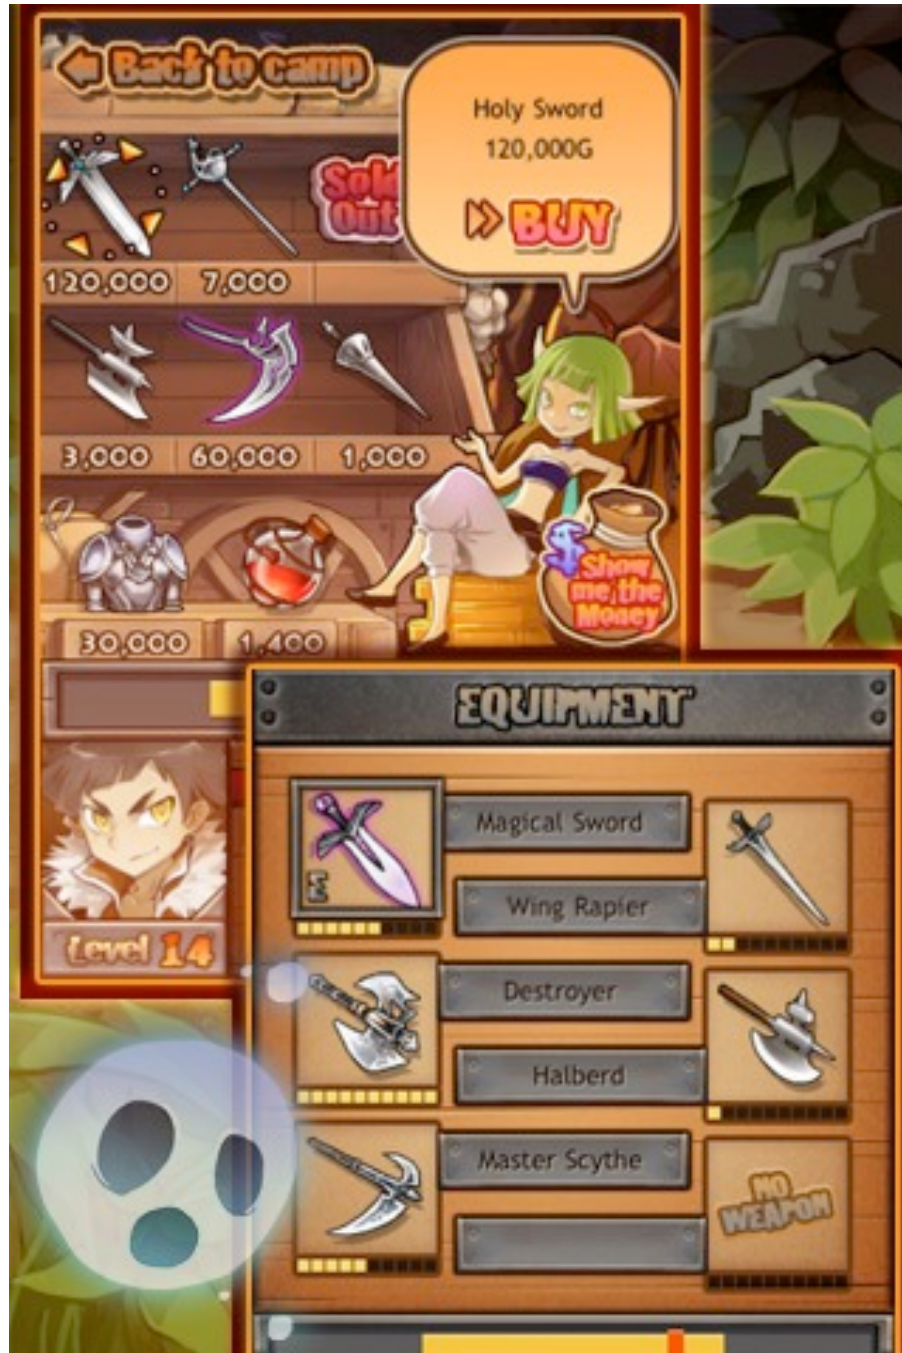 Back to camp
Holy Sword
120,000G
BUY
Sold
Out
120,000
7,000
3,000
60,000
1,000
$ Show
me the
Money
30,000
1,400
EQUIPMENT
Magical Sword
E
Wing Rapier
Destroyer
Halberd
Master Scythe
NO
WEAPON
Level 14